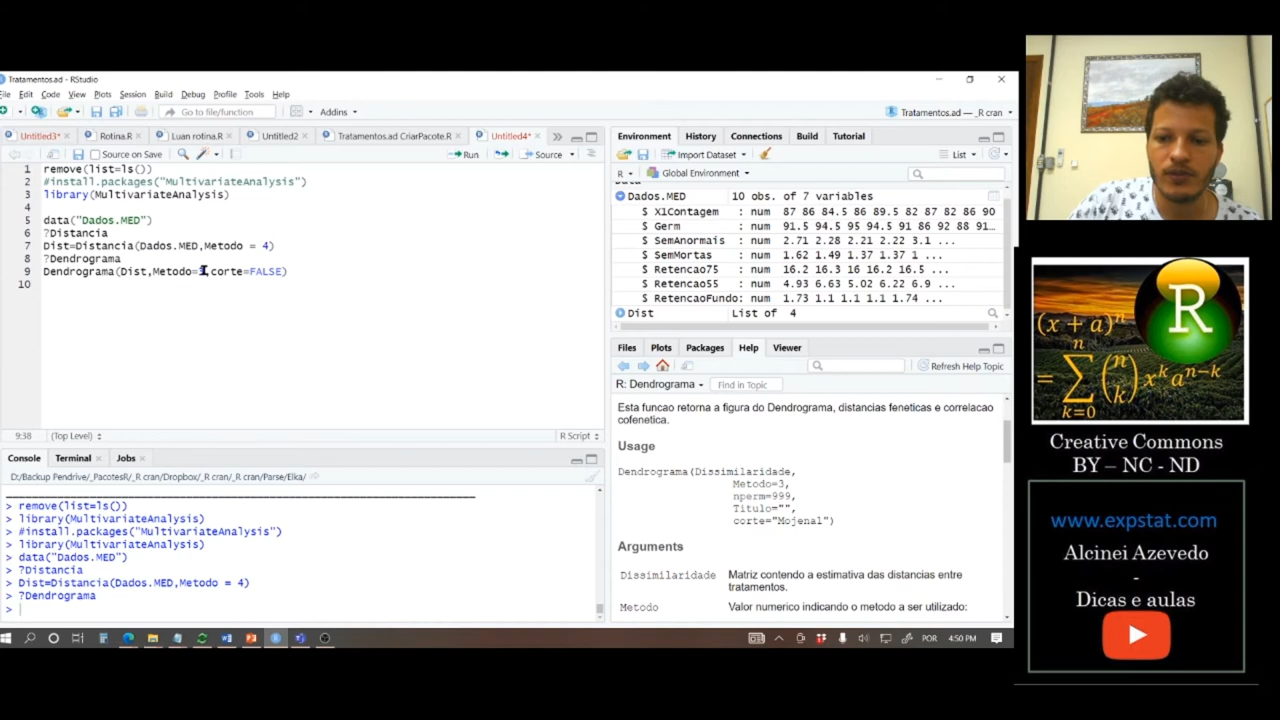 Tratamentos.ad - RStudio
File Edit Code View Plots Session Build Debug Profile Tools Help
Go to file/function Addins Tratamentos.ad — _R cran
Untitled3* Rotina.R Luan rotina.R Untitled2 Tratamentos.ad CriarPacote.R Untitled4*
Source on Save Run Source
1 remove(list=ls())
2 #install.packages("MultivariateAnalysis")
3 library(MultivariateAnalysis)
4
5 data("Dados.MED")
6 ?Distancia
7 Dist=Distancia(Dados.MED,Metodo = 4)
8 ?Dendrograma
9 Dendrograma(Dist,Metodo= ,corte=FALSE)
10
9:38 (Top Level) R Script
Console Terminal Jobs
D:/Backup Pendrive/_PacotesR/_R cran/Dropbox/_R cran/_R cran/Parse/Elka/
> remove(list=ls())
> library(MultivariateAnalysis)
> #install.packages("MultivariateAnalysis")
> library(MultivariateAnalysis)
> data("Dados.MED")
> ?Distancia
> Dist=Distancia(Dados.MED,Metodo = 4)
> ?Dendrograma
>
Environment History Connections Build Tutorial
Import Dataset List
R Global Environment
Data
Dados.MED 10 obs. of 7 variables
$ X1Contagem : num 87 86 84.5 86 89.5 82 87 82 86 90
$ Germ : num 91.5 94.5 95 94.5 91 86 92 86 91 9…
$ SemAnormais : num 2.71 2.28 2.21 2.22 3.1 ...
$ SemMortas : num 1.62 1.49 1.37 1.37 1 ...
$ Retencao75 : num 16.2 16.3 16 16.2 16.5 ...
$ Retencao55 : num 4.93 6.63 5.02 6.22 6.9 ...
$ RetencaoFundo: num 1.73 1.1 1.1 1.1 1.74 ...
Dist List of 4
Files Plots Packages Help Viewer
Refresh Help Topic
R: Dendrograma Find in Topic
Esta funcao retorna a figura do Dendrograma, distancias feneticas e correlacao
cofenetica.
Usage
Dendrograma(Dissimilaridade,
Metodo=3,
nperm=999,
Titulo="",
corte="Mojenal")
Arguments
Dissimilaridade Matriz contendo a estimativa das distancias entre
tratamentos.
Metodo Valor numerico indicando o metodo a ser utilizado:
POR 4:50 PM
R
(x + a)^n
= ∑ n k=0 (n k) x^k a^{n−k}
Creative Commons
BY – NC - ND
www.expstat.com
Alcinei Azevedo
-
Dicas e aulas